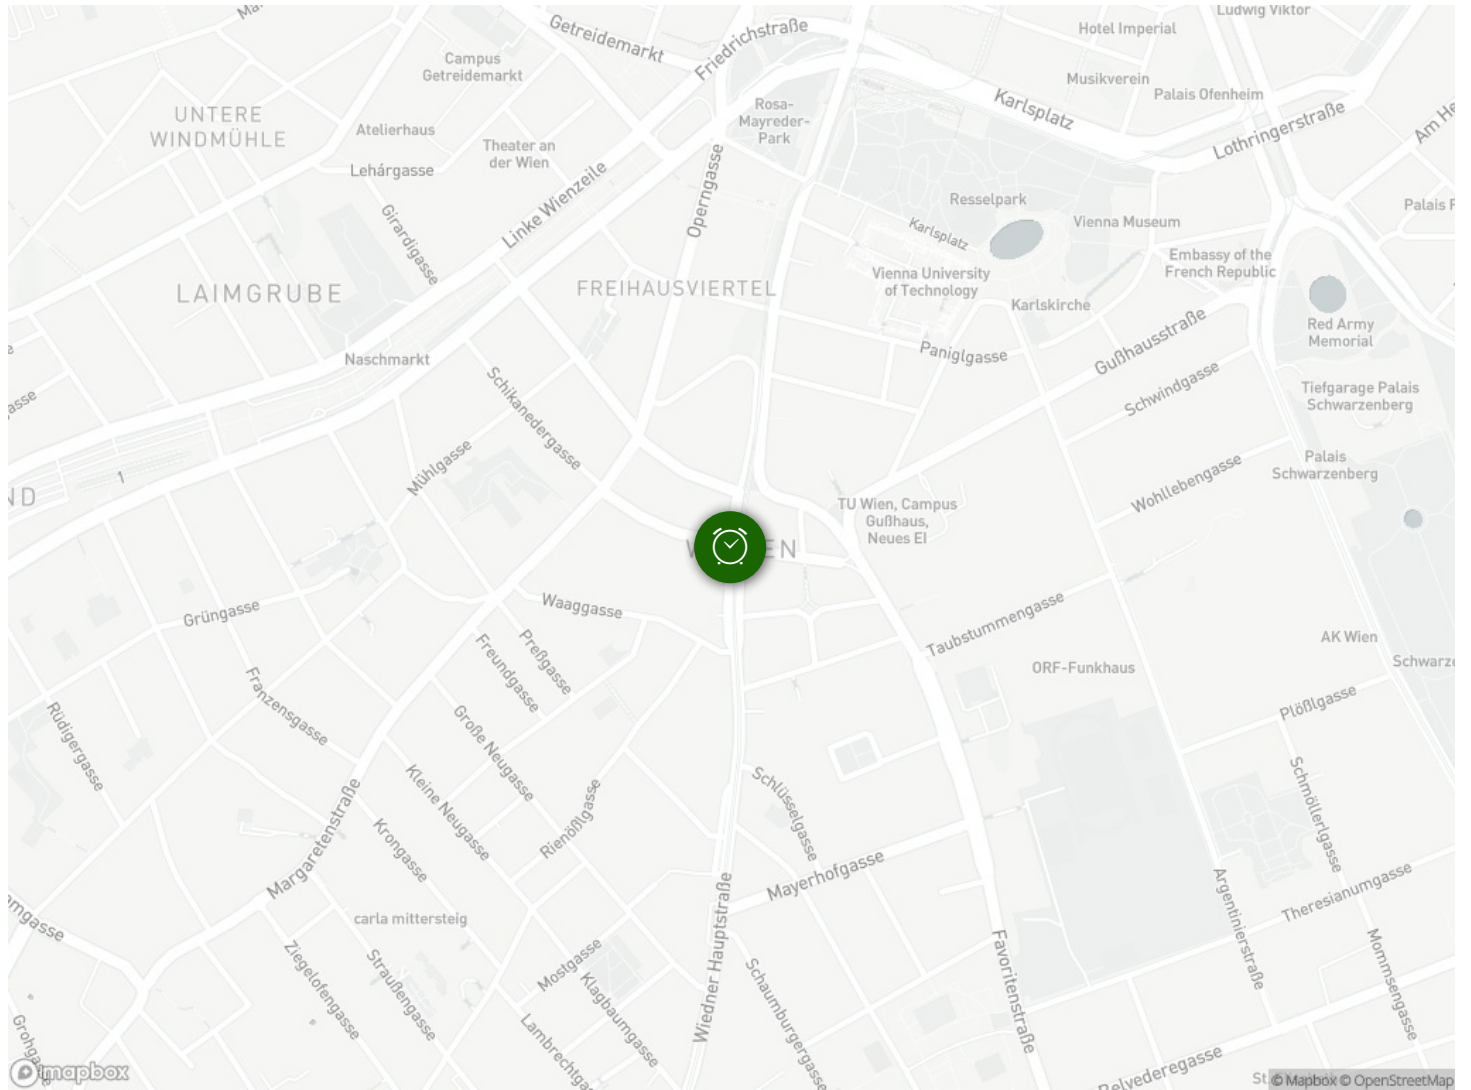 Ludwig Viktor
Getreidemarkt
Friedrichstraße
Hotel Imperial
Campus
Getreidemarkt
Musikverein
Palais Ofenheim
Karlsplatz
Rosa-
Mayreder-
Park
Lothringerstraße
UNTERE
WINDMÜHLE
Atelierhaus
Theater an
der Wien
Lehárgasse
Linke Wienzeile
Operngasse
Girardigasse
Resselpark
Karlsplatz
Vienna Museum
Embassy of the
French Republic
Vienna University
of Technology
LAIMGRUBE
FREIHAUSVIERTEL
Karlskirche
Red Army
Memorial
Naschmarkt
Paniglgasse
Gußhausstraße
Schwindgasse
Tiefgarage Palais
Schwarzenberg
Schikanedergasse
Mühlgasse
Palais
Schwarzenberg
Wohllebengasse
1
TU Wien, Campus
Gußhaus,
Neues EI
Waaggasse
Grüngasse
Taubstummengasse
AK Wien
Preßgasse
Freundgasse
ORF-Funkhaus
Franzensgasse
Rüdigergasse
Große Neugasse
Plößlgasse
Kleine Neugasse
Schlüsselgasse
Schmöllerlgasse
Rienößlgasse
Margaretenstraße
Krongasse
Mayerhofgasse
Theresianumgasse
Argentinierstraße
carla mittersteig
Wiedner Hauptstraße
Ziegelofengasse
Straußengasse
Mostgasse
Klagbaumgasse
Schaumburgergasse
Favoritenstraße
Mommsengasse
Belvederegasse
mapbox
© Mapbox © OpenStreetMap